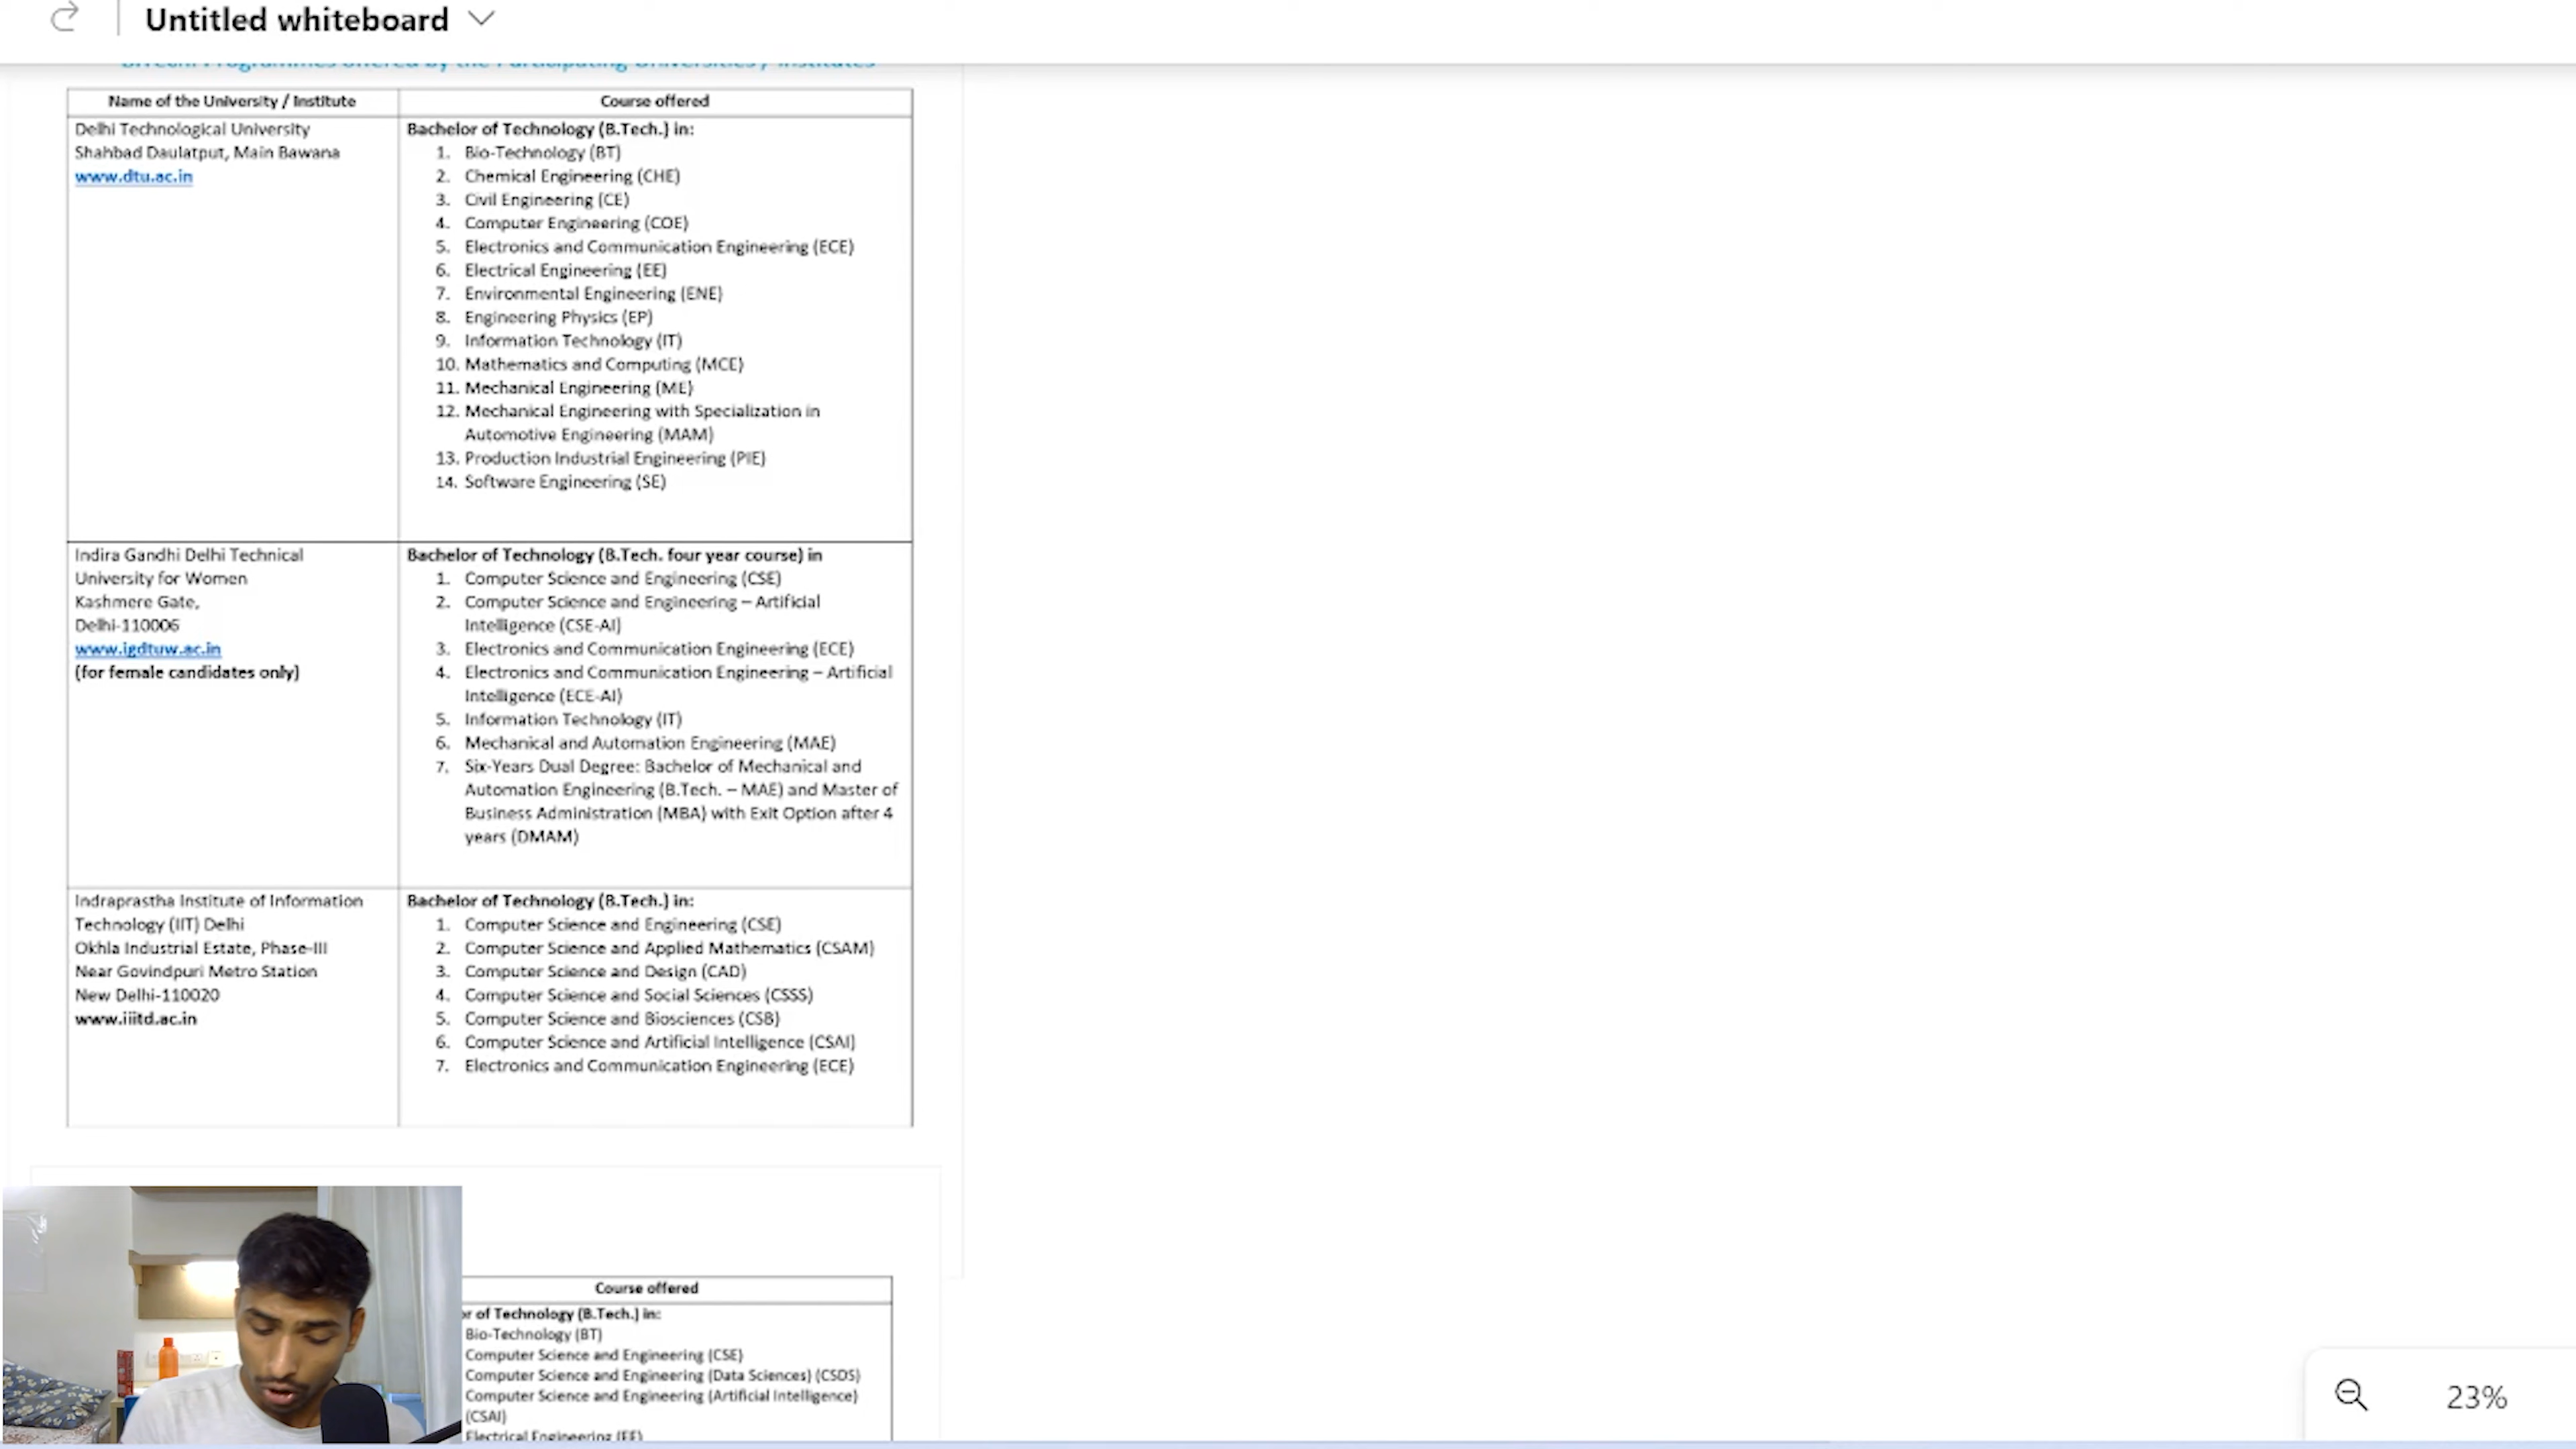 Untitled whiteboard
B.Tech. Programmes offered by the Participating Universities / Institutes
Name of the University / Institute
Course offered
Delhi Technological University
Shahbad Daulatput, Main Bawana
www.dtu.ac.in
Bachelor of Technology (B.Tech.) in:
1. Bio-Technology (BT)
2. Chemical Engineering (CHE)
3. Civil Engineering (CE)
4. Computer Engineering (COE)
5. Electronics and Communication Engineering (ECE)
6. Electrical Engineering (EE)
7. Environmental Engineering (ENE)
8. Engineering Physics (EP)
9. Information Technology (IT)
10. Mathematics and Computing (MCE)
11. Mechanical Engineering (ME)
12. Mechanical Engineering with Specialization in
Automotive Engineering (MAM)
13. Production Industrial Engineering (PIE)
14. Software Engineering (SE)
Indira Gandhi Delhi Technical
University for Women
Kashmere Gate,
Delhi-110006
www.igdtuw.ac.in
(for female candidates only)
Bachelor of Technology (B.Tech. four year course) in
1. Computer Science and Engineering (CSE)
2. Computer Science and Engineering – Artificial
Intelligence (CSE-AI)
3. Electronics and Communication Engineering (ECE)
4. Electronics and Communication Engineering – Artificial
Intelligence (ECE-AI)
5. Information Technology (IT)
6. Mechanical and Automation Engineering (MAE)
7. Six-Years Dual Degree: Bachelor of Mechanical and
Automation Engineering (B.Tech. – MAE) and Master of
Business Administration (MBA) with Exit Option after 4
years (DMAM)
Indraprastha Institute of Information
Technology (IIT) Delhi
Okhla Industrial Estate, Phase-III
Near Govindpuri Metro Station
New Delhi-110020
www.iiitd.ac.in
Bachelor of Technology (B.Tech.) in:
1. Computer Science and Engineering (CSE)
2. Computer Science and Applied Mathematics (CSAM)
3. Computer Science and Design (CAD)
4. Computer Science and Social Sciences (CSSS)
5. Computer Science and Biosciences (CSB)
6. Computer Science and Artificial Intelligence (CSAI)
7. Electronics and Communication Engineering (ECE)
Course offered
or of Technology (B.Tech.) in:
Bio-Technology (BT)
Computer Science and Engineering (CSE)
Computer Science and Engineering (Data Sciences) (CSDS)
Computer Science and Engineering (Artificial Intelligence)
(CSAI)
Electrical Engineering (EE)
23%